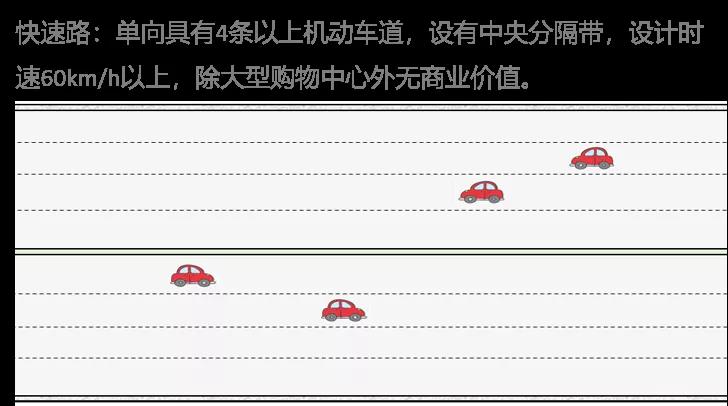 快速路：单向具有4条以上机动车道，设有中央分隔带，设计时
速60km/h以上，除大型购物中心外无商业价值。